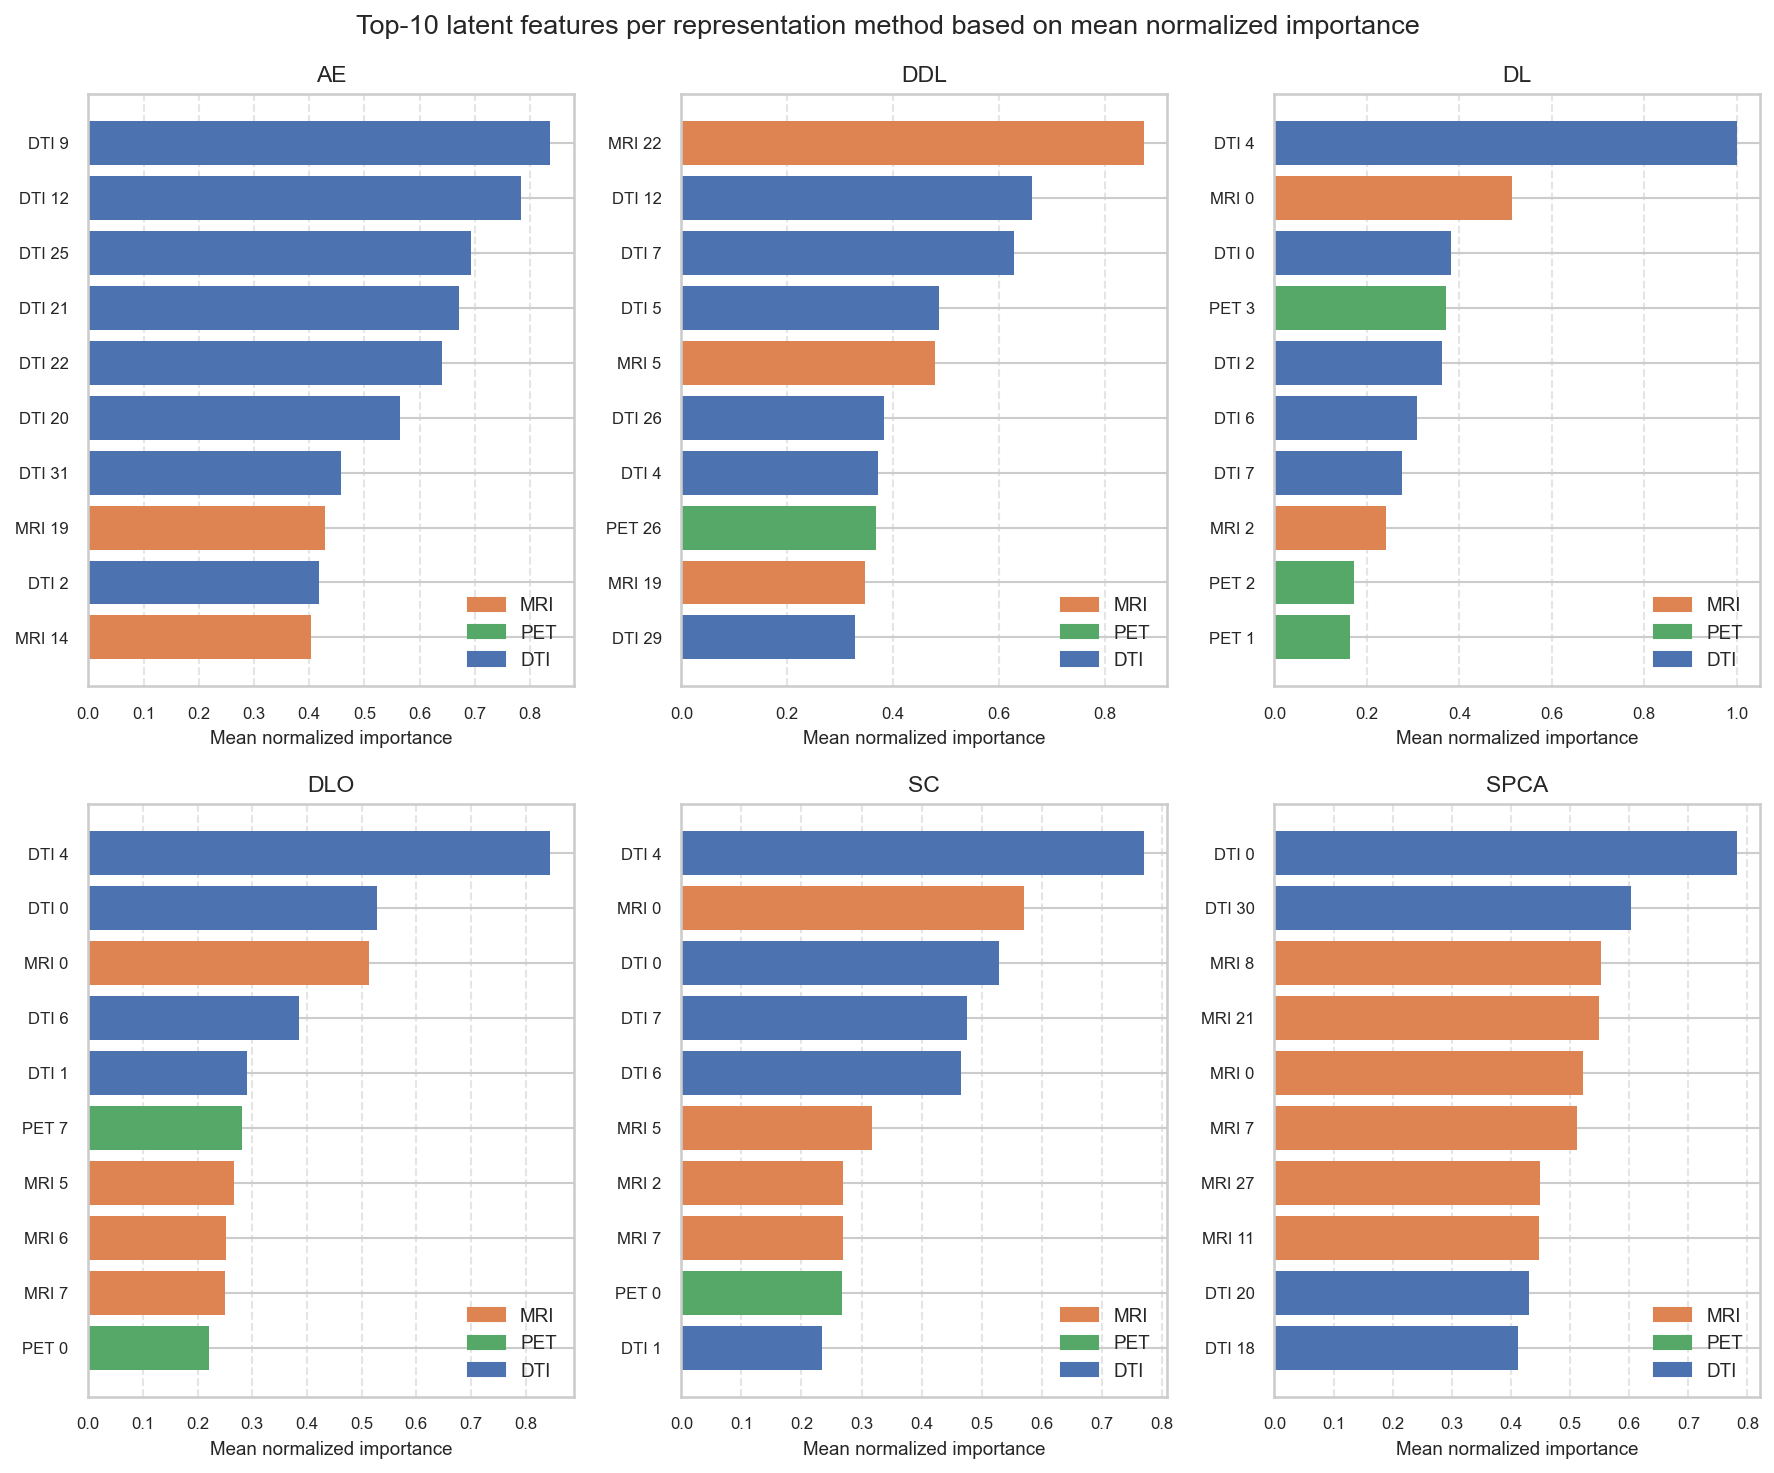 Top-10 latent features per representation method based on mean normalized importance
AE
DTI 9
DTI 12
DTI 25
DTI 21
DTI 22
DTI 20
DTI 31
MRI 19
DTI 2
MRI 14
MRI
PET
DTI
0.0 0.1 0.2 0.3 0.4 0.5 0.6 0.7 0.8
Mean normalized importance
DDL
MRI 22
DTI 12
DTI 7
DTI 5
MRI 5
DTI 26
DTI 4
PET 26
MRI 19
DTI 29
MRI
PET
DTI
0.0 0.2 0.4 0.6 0.8
Mean normalized importance
DL
DTI 4
MRI 0
DTI 0
PET 3
DTI 2
DTI 6
DTI 7
MRI 2
PET 2
PET 1
MRI
PET
DTI
0.0 0.2 0.4 0.6 0.8 1.0
Mean normalized importance
DLO
DTI 4
DTI 0
MRI 0
DTI 6
DTI 1
PET 7
MRI 5
MRI 6
MRI 7
PET 0
MRI
PET
DTI
0.0 0.1 0.2 0.3 0.4 0.5 0.6 0.7 0.8
Mean normalized importance
SC
DTI 4
MRI 0
DTI 0
DTI 7
DTI 6
MRI 5
MRI 2
MRI 7
PET 0
DTI 1
MRI
PET
DTI
0.0 0.1 0.2 0.3 0.4 0.5 0.6 0.7 0.8
Mean normalized importance
SPCA
DTI 0
DTI 30
MRI 8
MRI 21
MRI 0
MRI 7
MRI 27
MRI 11
DTI 20
DTI 18
MRI
PET
DTI
0.0 0.1 0.2 0.3 0.4 0.5 0.6 0.7 0.8
Mean normalized importance